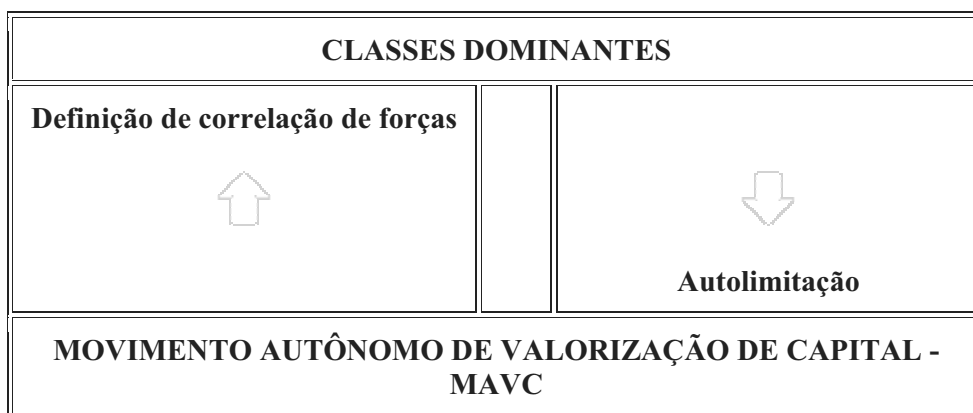 CLASSES DOMINANTES
Definição de correlação de forças
Autolimitação
MOVIMENTO AUTÔNOMO DE VALORIZAÇÃO DE CAPITAL -
MAVC